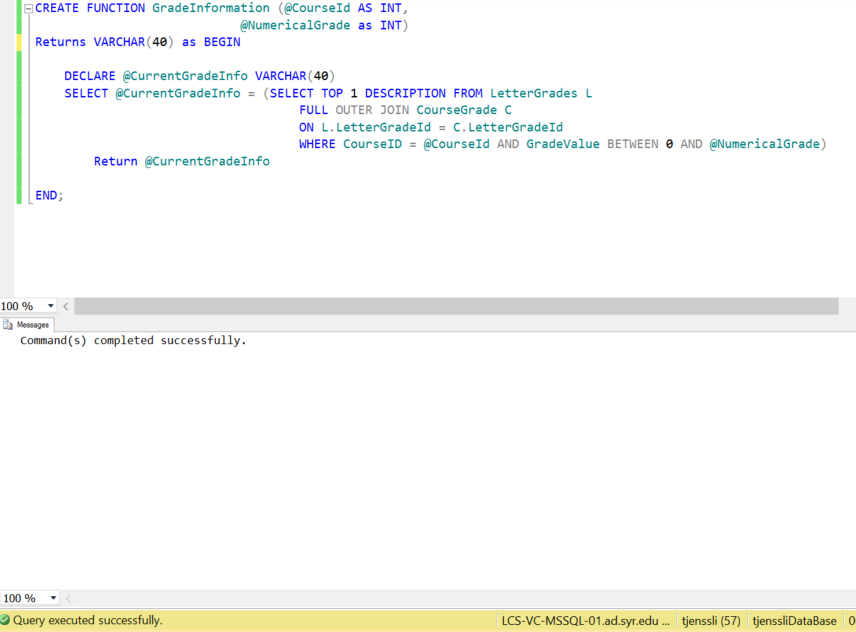 CREATE FUNCTION GradeInformation (@CourseId AS INT,
@NumericalGrade as INT)
Returns VARCHAR(40) as BEGIN
DECLARE @CurrentGradeInfo VARCHAR(40)
SELECT @CurrentGradeInfo = (SELECT TOP 1 DESCRIPTION FROM LetterGrades L
FULL OUTER JOIN CourseGrade C
ON L.LetterGradeId = C.LetterGradeId
WHERE CourseID = @CourseId AND GradeValue BETWEEN 0 AND @NumericalGrade)
Return @CurrentGradeInfo
END;
100 %
Messages
Command(s) completed successfully.
100 %
Query executed successfully. LCS-VC-MSSQL-01.ad.syr.edu ... tjenssli (57) tjenssliDataBase 0